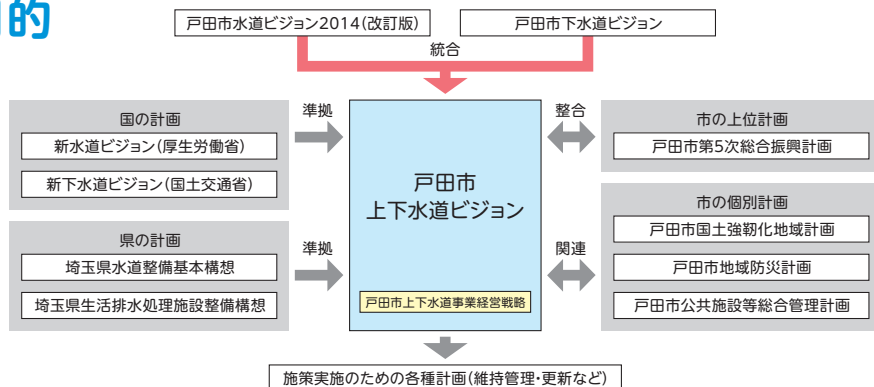 的
戸田市水道ビジョン2014(改訂版)
戸田市下水道ビジョン
統合
国の計画
新水道ビジョン(厚生労働省)
新下水道ビジョン(国土交通省)
準拠
県の計画
埼玉県水道整備基本構想
埼玉県生活排水処理施設整備構想
準拠
戸田市
上下水道ビジョン
戸田市上下水道事業経営戦略
整合
市の上位計画
戸田市第5次総合振興計画
関連
市の個別計画
戸田市国土強靭化地域計画
戸田市地域防災計画
戸田市公共施設等総合管理計画
施策実施のための各種計画(維持管理・更新など)